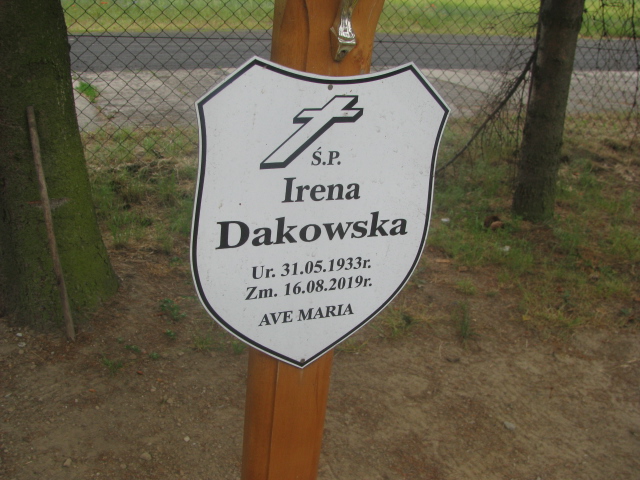 Ś.P.
Irena
Dakowska
Ur. 31.05.1933r.
Zm. 16.08.2019r.
AVE MARIA